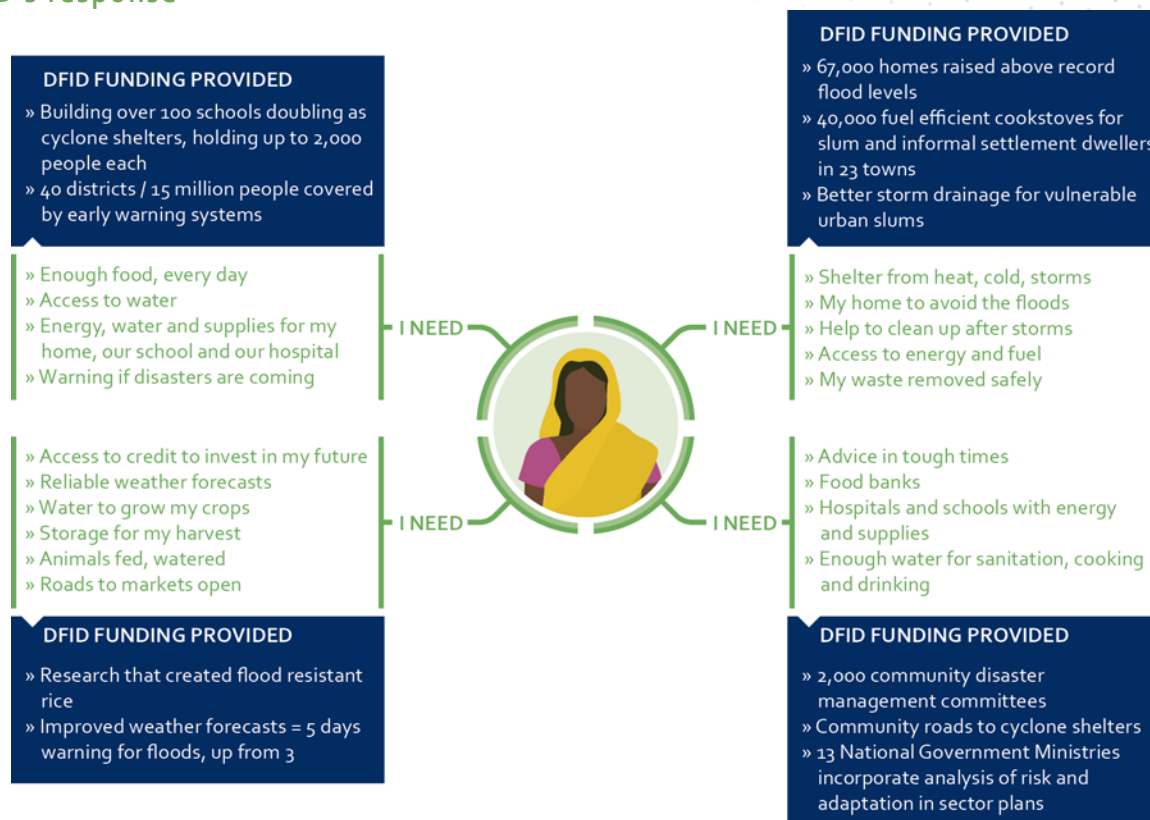 s response
DFID FUNDING PROVIDED
» Building over 100 schools doubling as
cyclone shelters, holding up to 2,000
people each
» 40 districts / 15 million people covered
by early warning systems
» Enough food, every day
» Access to water
» Energy, water and supplies for my
home, our school and our hospital
» Warning if disasters are coming
I NEED
DFID FUNDING PROVIDED
» 67,000 homes raised above record
flood levels
» 40,000 fuel efficient cookstoves for
slum and informal settlement dwellers
in 23 towns
» Better storm drainage for vulnerable
urban slums
I NEED
» Shelter from heat, cold, storms
» My home to avoid the floods
» Help to clean up after storms
» Access to energy and fuel
» My waste removed safely
» Access to credit to invest in my future
» Reliable weather forecasts
» Water to grow my crops
» Storage for my harvest
» Animals fed, watered
» Roads to markets open
I NEED
DFID FUNDING PROVIDED
» Research that created flood resistant
rice
» Improved weather forecasts = 5 days
warning for floods, up from 3
I NEED
» Advice in tough times
» Food banks
» Hospitals and schools with energy
and supplies
» Enough water for sanitation, cooking
and drinking
DFID FUNDING PROVIDED
» 2,000 community disaster
management committees
» Community roads to cyclone shelters
» 13 National Government Ministries
incorporate analysis of risk and
adaptation in sector plans